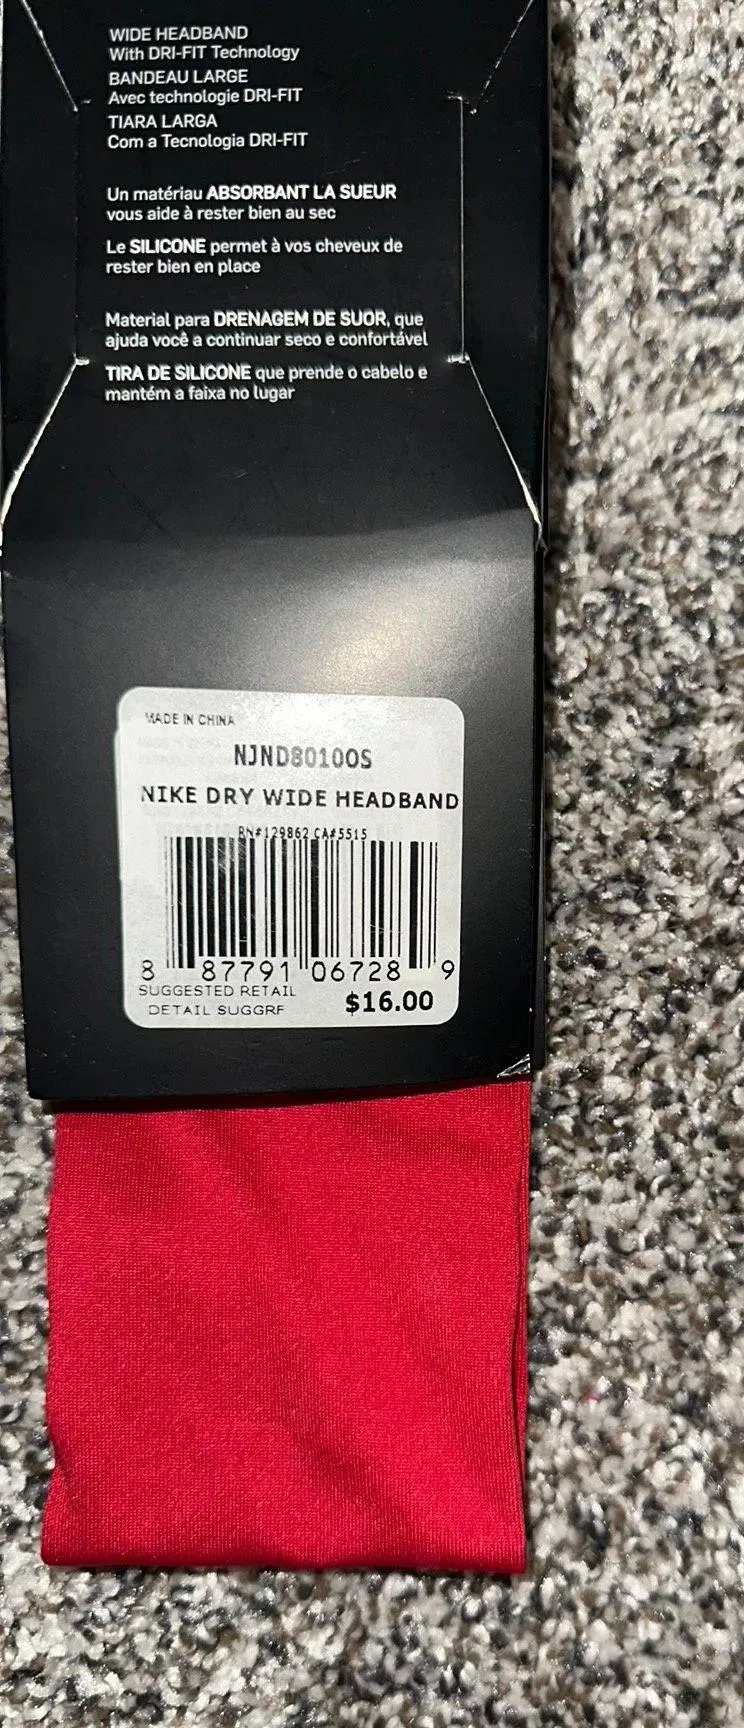 WIDE HEADBAND
With DRI-FIT Technology
BANDEAU LARGE
Avec technologie DRI-FIT
TIARA LARGA
Com a Tecnologia DRI-FIT
Un matériau ABSORBANT LA SUEUR
vous aide à rester bien au sec
Le SILICONE permet à vos cheveux de
rester bien en place
Material para DRENAGEM DE SUOR, que
ajuda você a continuar seco e confortável
TIRA DE SILICONE que prende o cabelo e
mantém a faixa no lugar
MADE IN CHINA
NJND8010OS
NIKE DRY WIDE HEADBAND
RN#129862 CA#5515
8 87791 06728 9
SUGGESTED RETAIL
DETAIL SUGGRF
$16.00